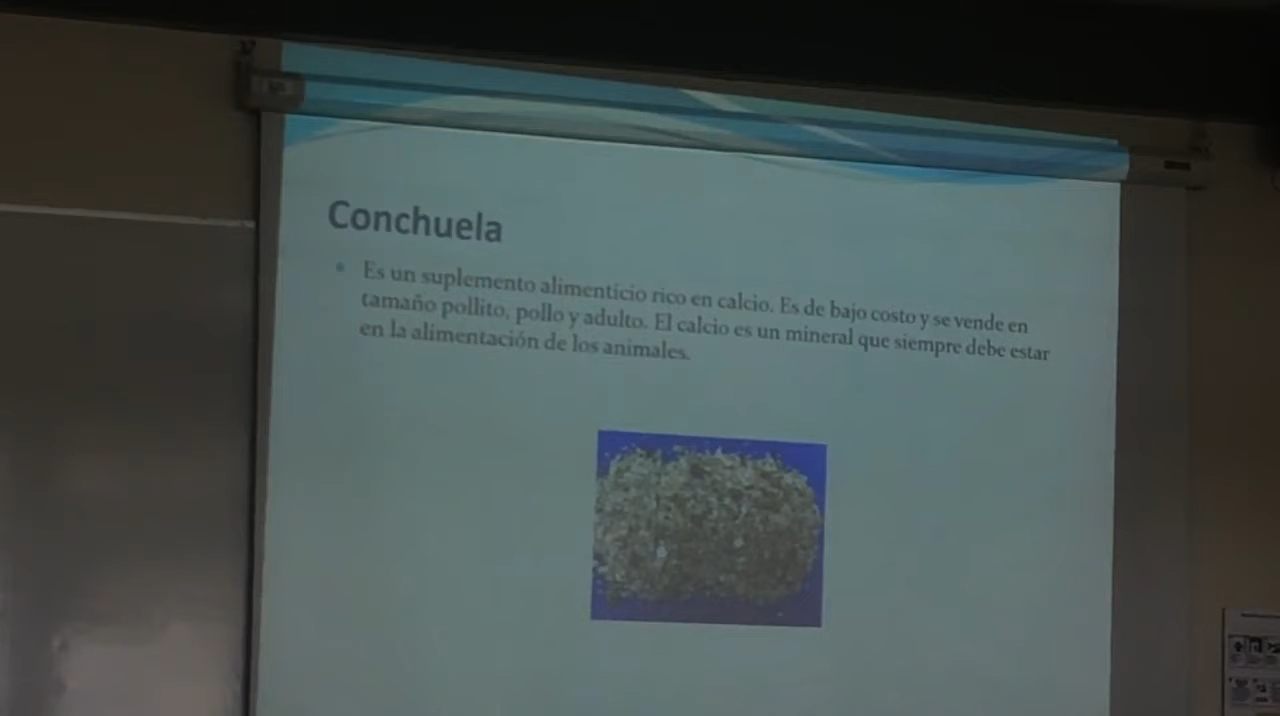 Conchuela
Es un suplemento alimenticio rico en calcio. Es de bajo costo y se vende en
tamaño pollito, pollo y adulto. El calcio es un mineral que siempre debe estar
en la alimentación de los animales.